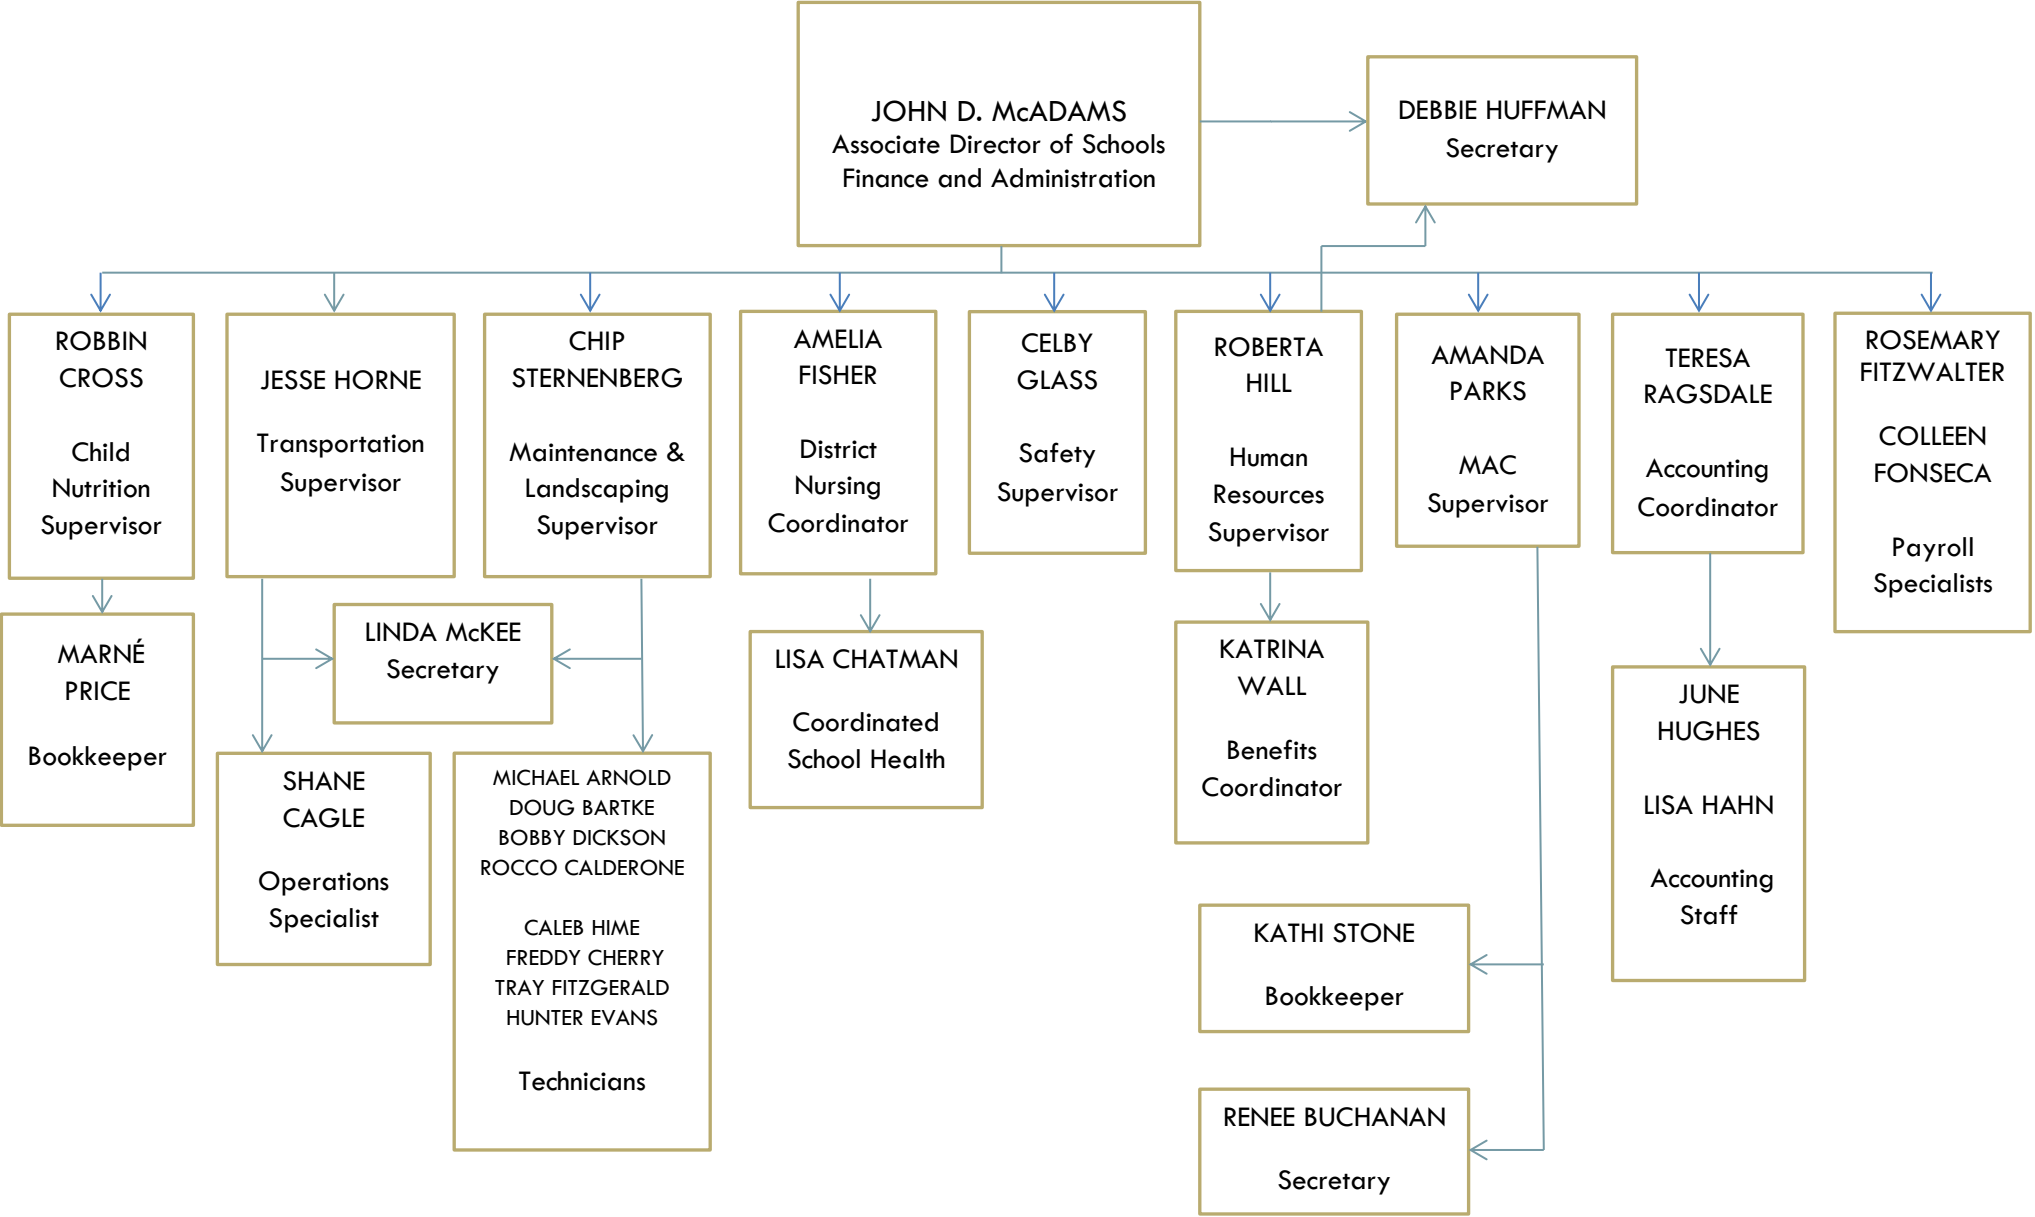 JOHN D. McADAMS
Associate Director of Schools
Finance and Administration
DEBBIE HUFFMAN
Secretary
ROBBIN
CROSS
Child
Nutrition
Supervisor
JESSE HORNE
Transportation
Supervisor
CHIP
STERNENBERG
Maintenance &
Landscaping
Supervisor
AMELIA
FISHER
District
Nursing
Coordinator
CELBY
GLASS
Safety
Supervisor
ROBERTA
HILL
Human
Resources
Supervisor
AMANDA
PARKS
MAC
Supervisor
TERESA
RAGSDALE
Accounting
Coordinator
ROSEMARY
FITZWALTER
COLLEEN
FONSECA
Payroll
Specialists
MARNÉ
PRICE
Bookkeeper
LINDA McKEE
Secretary
SHANE
CAGLE
Operations
Specialist
MICHAEL ARNOLD
DOUG BARTKE
BOBBY DICKSON
ROCCO CALDERONE
CALEB HIME
FREDDY CHERRY
TRAY FITZGERALD
HUNTER EVANS
Technicians
LISA CHATMAN
Coordinated
School Health
KATRINA
WALL
Benefits
Coordinator
KATHI STONE
Bookkeeper
RENEE BUCHANAN
Secretary
JUNE
HUGHES
LISA HAHN
Accounting
Staff